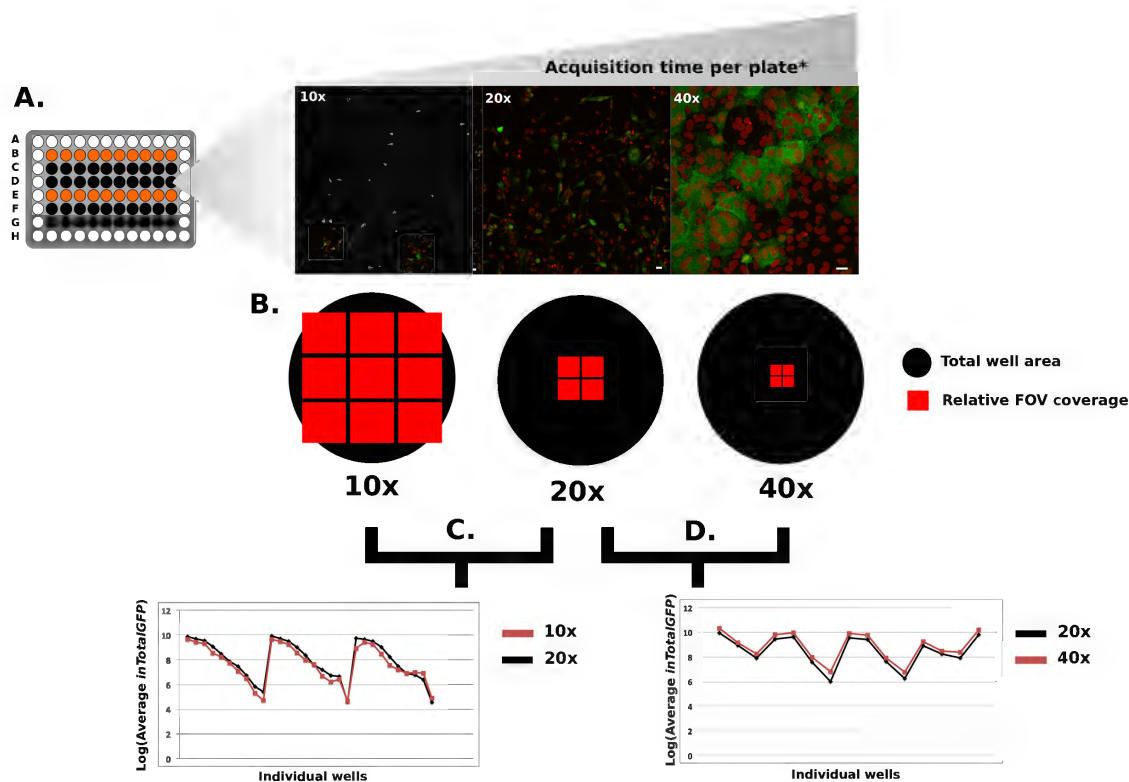 Acquisition time per plate*
A.
10x
20x
40x
A
B
C
D
E
F
G
H
B.
Total well area
Relative FOV coverage
10x
20x
40x
C.
D.
Log(Average inTotalGFP)
12
10
8
6
4
2
0
Individual wells
10x
20x
Log(Average inTotalGFP)
12
10
8
6
4
2
0
Individual wells
20x
40x